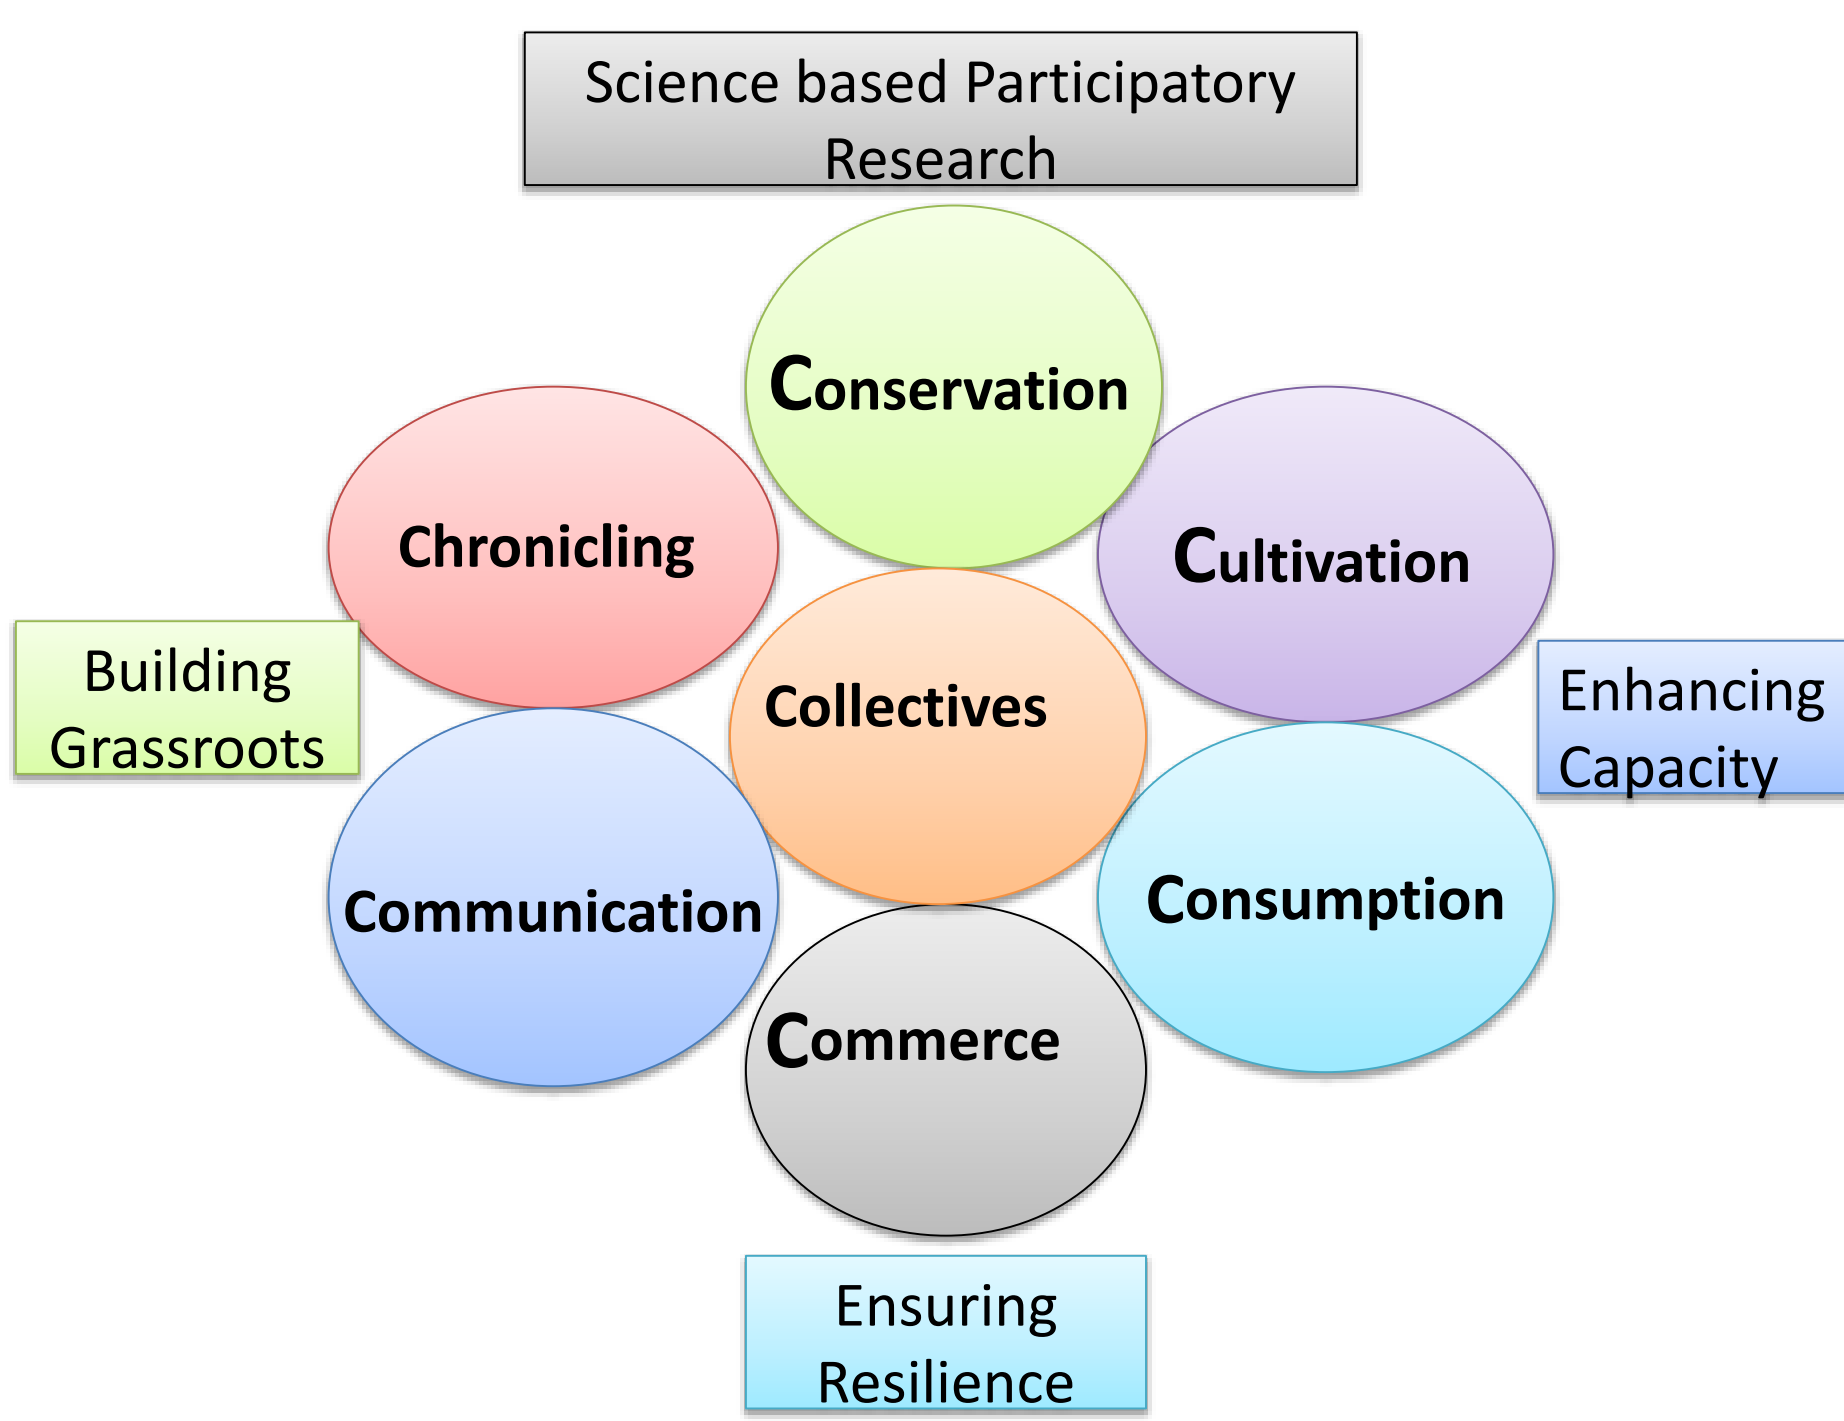 Science based Participatory
Research
Conservation
Chronicling
Cultivation
Building
Grassroots
Collectives
Enhancing
Capacity
Communication
Consumption
Commerce
Ensuring
Resilience